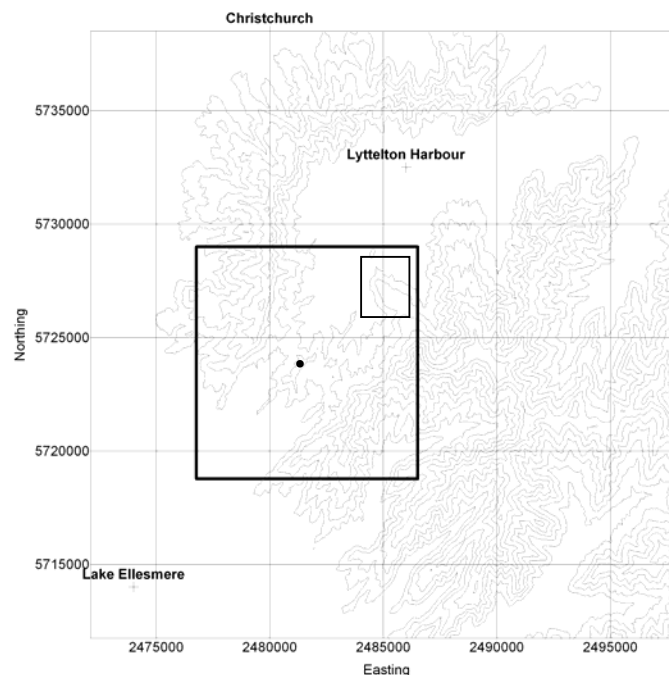 Christchurch
5735000
Lyttelton Harbour
5730000
Northing
5725000
5720000
5715000
Lake Ellesmere
2475000 2480000 2485000 2490000 2495000
Easting